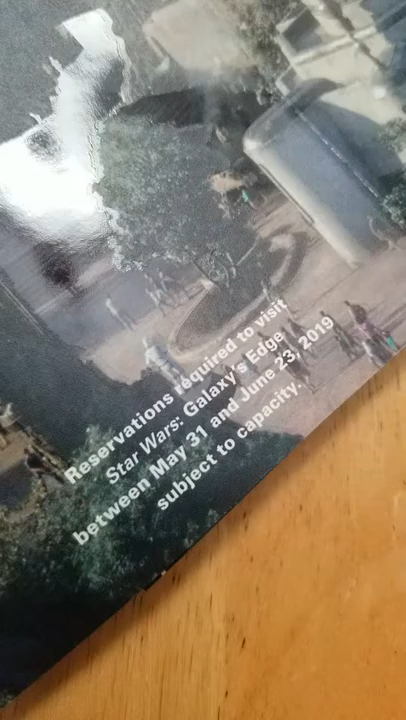 Reservations required to visit
Star Wars: Galaxy's Edge
between May 31 and June 23, 2019
subject to capacity.